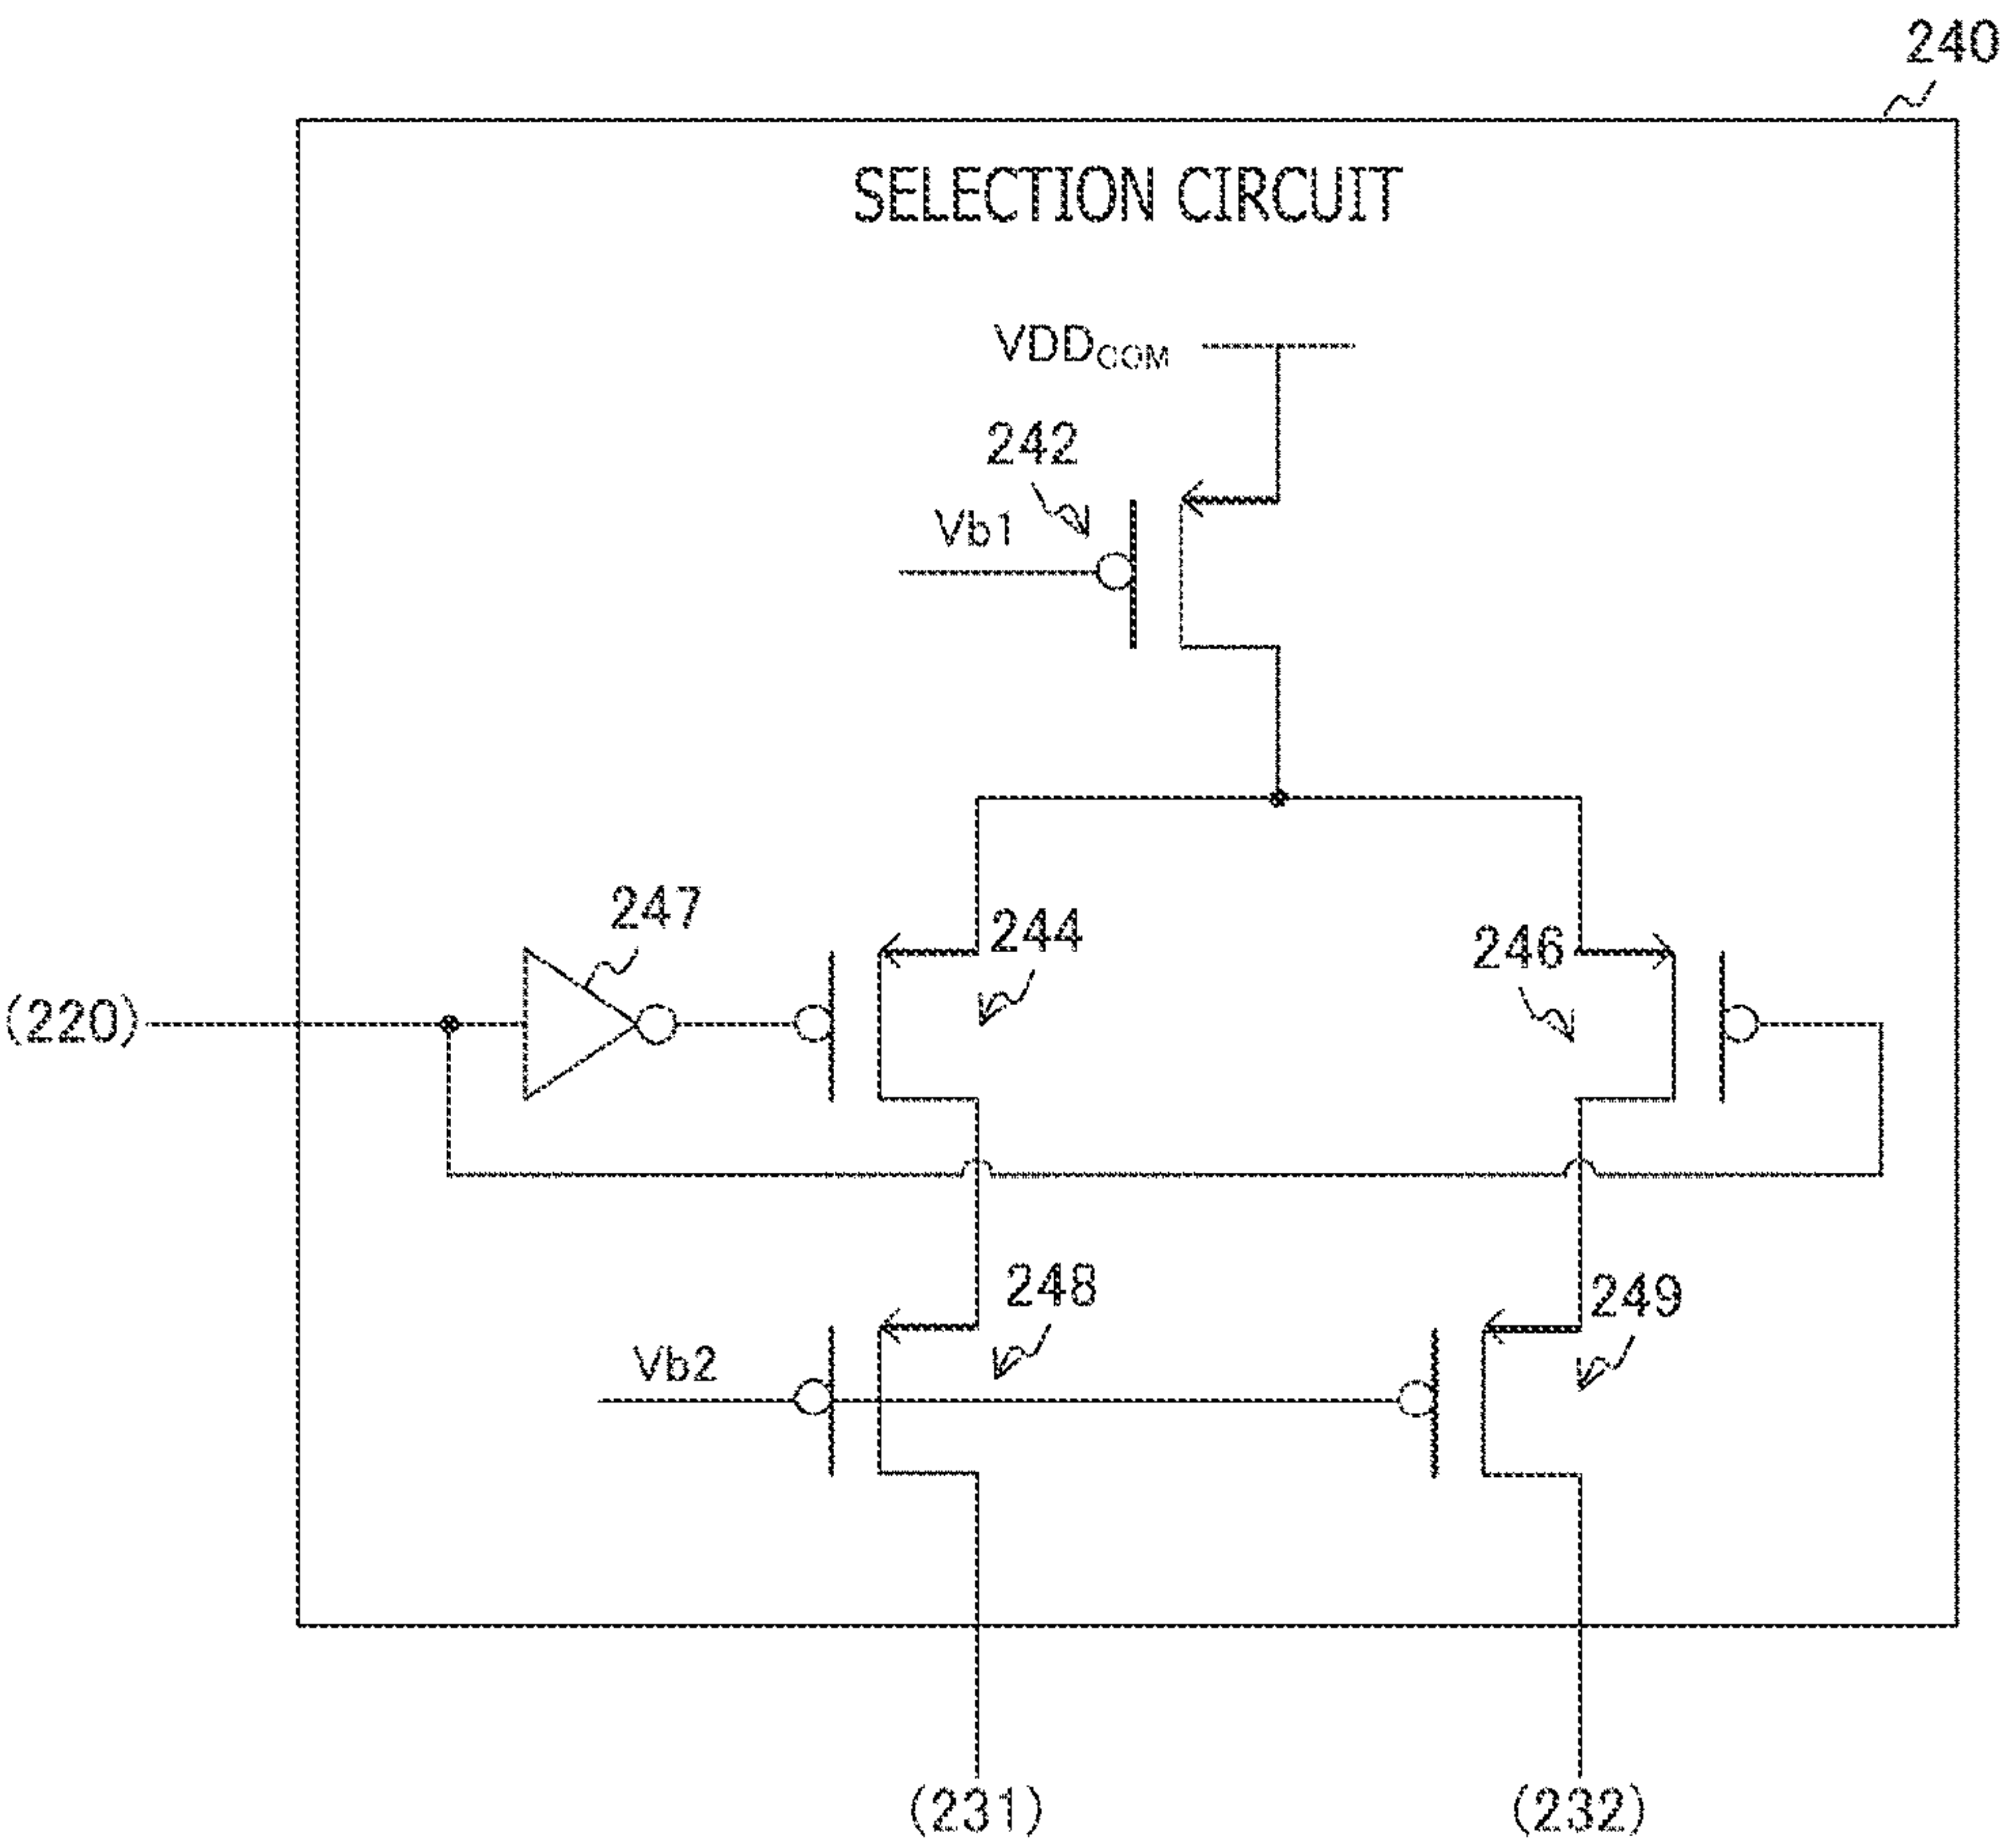 240
SELECTION CIRCUIT
VDDCOM
242
Vb1
247
244
246
(220)
248
249
Vb2
(231)
(232)